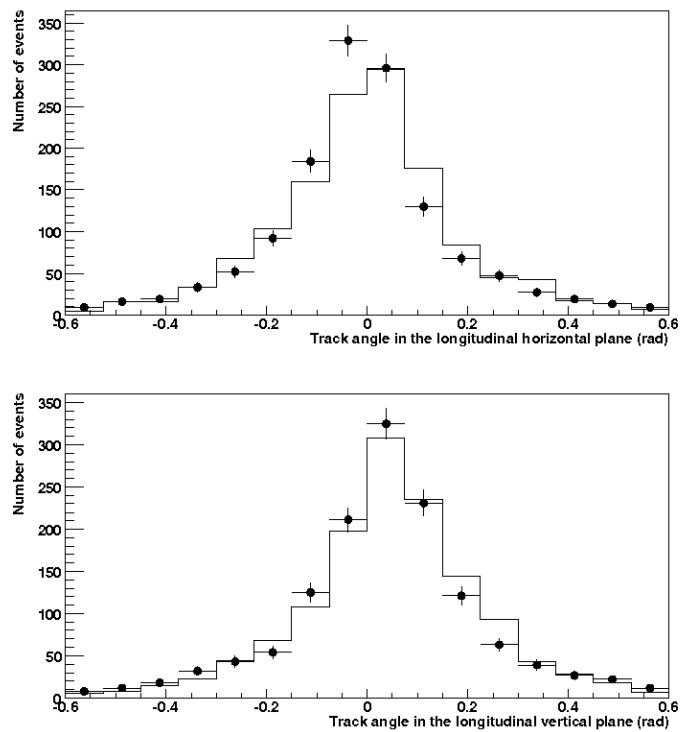 Number of events
350
300
250
200
150
100
50
0
-0.6 -0.4 -0.2 0 0.2 0.4 0.6
Track angle in the longitudinal horizontal plane (rad)
Number of events
350
300
250
200
150
100
50
0
-0.6 -0.4 -0.2 0 0.2 0.4 0.6
Track angle in the longitudinal vertical plane (rad)